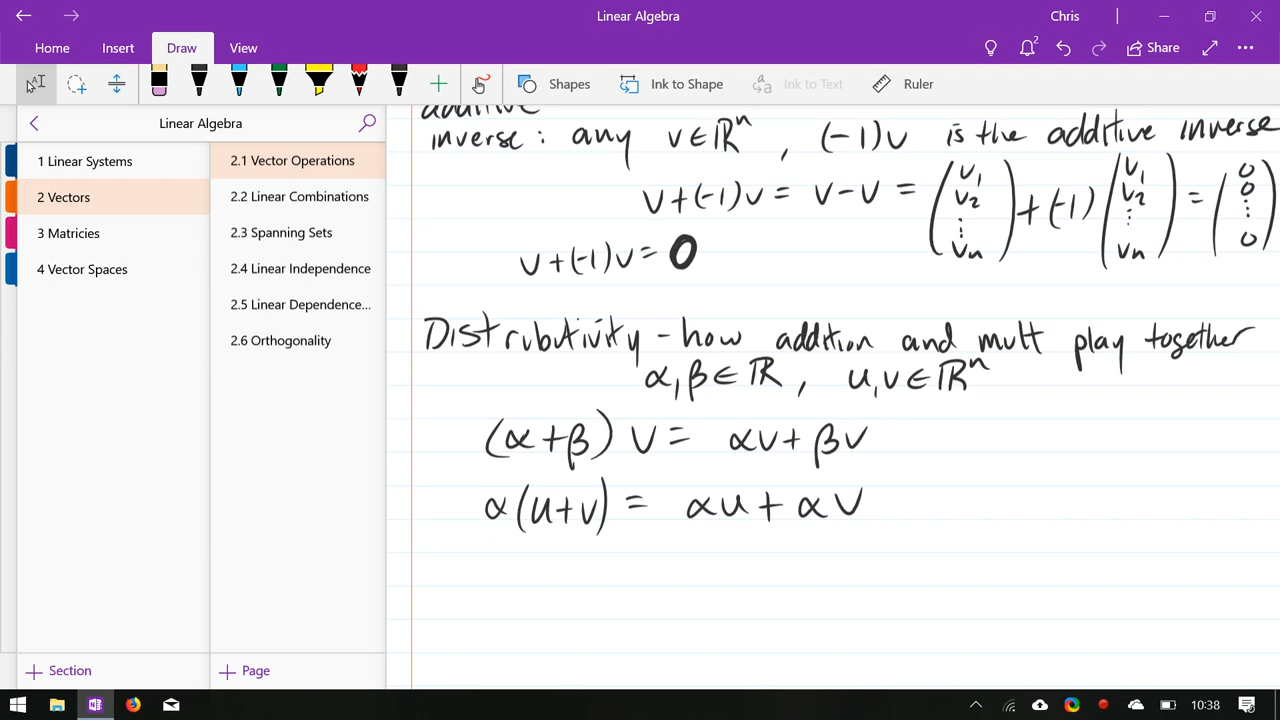 Linear Algebra
Chris
Home Insert Draw View
Share
Shapes Ink to Shape Ink to Text Ruler
Linear Algebra
1 Linear Systems
2 Vectors
3 Matricies
4 Vector Spaces
Section
2.1 Vector Operations
2.2 Linear Combinations
2.3 Spanning Sets
2.4 Linear Independence
2.5 Linear Dependence...
2.6 Orthogonality
Page
additive
inverse: any v∈ℝⁿ, (-1)v is the additive inverse
v+(-1)v = v-v = (v₁ v₂ ⋮ vₙ) + (-1) (v₁ v₂ ⋮ vₙ) = (0 0 ⋮ 0)
v+(-1)v = 0
Distributivity - how addition and mult play together
α,β∈ℝ, u,v∈ℝⁿ
(α+β) v = αv+βv
α(u+v) = αu+αv
2
10:38